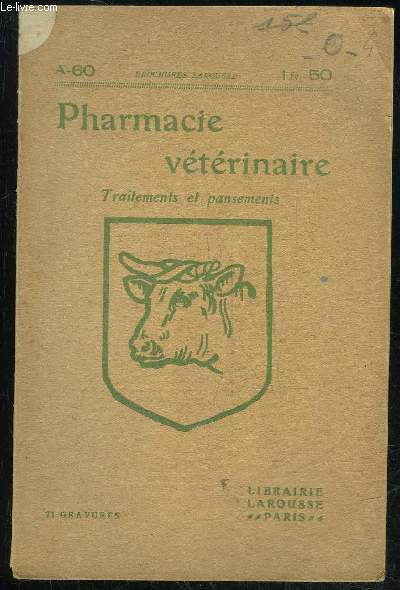 Le-livre.com
A-60 BROCHURES LAROUSSE 1 fr. 50
Pharmacie
vétérinaire
Traitements et pansements
71 GRAVURES
LIBRAIRIE
LAROUSSE
PARIS